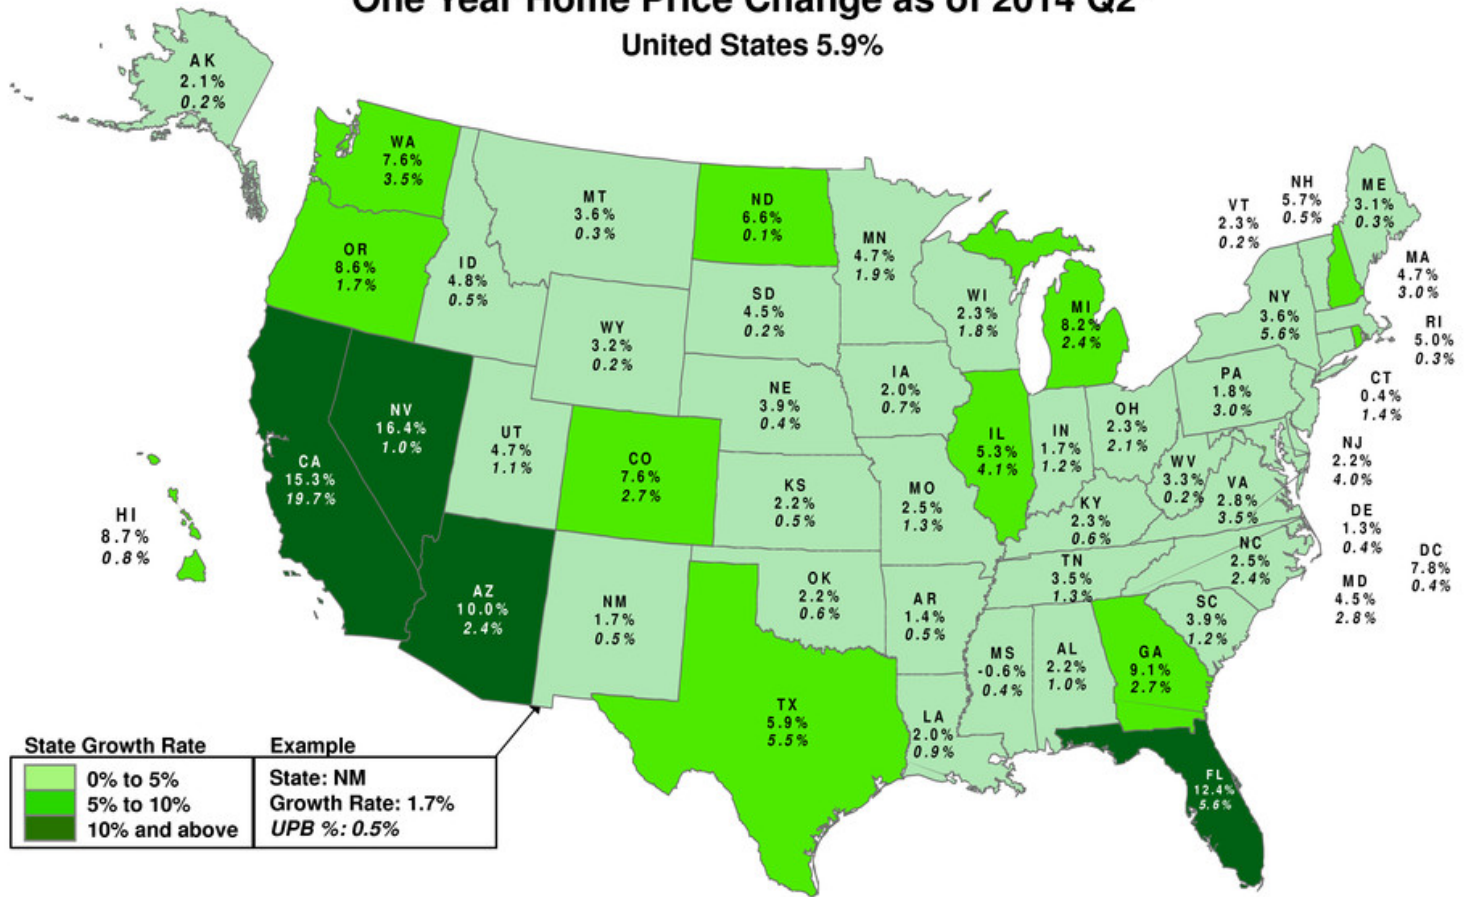 One Year Home Price Change as of 2014 Q2
United States 5.9%
AK
2.1%
0.2%
WA
7.6%
3.5%
OR
8.6%
1.7%
ID
4.8%
0.5%
MT
3.6%
0.3%
ND
6.6%
0.1%
MN
4.7%
1.9%
VT
2.3%
0.2%
NH
5.7%
0.5%
ME
3.1%
0.3%
MA
4.7%
3.0%
RI
5.0%
0.3%
CT
0.4%
1.4%
NJ
2.2%
4.0%
DE
1.3%
0.4%
DC
7.8%
0.4%
MD
4.5%
2.8%
NY
3.6%
5.6%
PA
1.8%
3.0%
WI
2.3%
1.8%
MI
8.2%
2.4%
SD
4.5%
0.2%
WY
3.2%
0.2%
NE
3.9%
0.4%
IA
2.0%
0.7%
IL
5.3%
4.1%
IN
1.7%
1.2%
OH
2.3%
2.1%
WV
3.3%
0.2%
VA
2.8%
3.5%
KY
2.3%
0.6%
NV
16.4%
1.0%
UT
4.7%
1.1%
CO
7.6%
2.7%
KS
2.2%
0.5%
MO
2.5%
1.3%
CA
15.3%
19.7%
HI
8.7%
0.8%
AZ
10.0%
2.4%
NM
1.7%
0.5%
OK
2.2%
0.6%
AR
1.4%
0.5%
TN
3.5%
1.3%
NC
2.5%
2.4%
SC
3.9%
1.2%
MS
-0.6%
0.4%
AL
2.2%
1.0%
GA
9.1%
2.7%
TX
5.9%
5.5%
LA
2.0%
0.9%
FL
12.4%
5.6%
State Growth Rate
0% to 5%
5% to 10%
10% and above
Example
State: NM
Growth Rate: 1.7%
UPB %: 0.5%